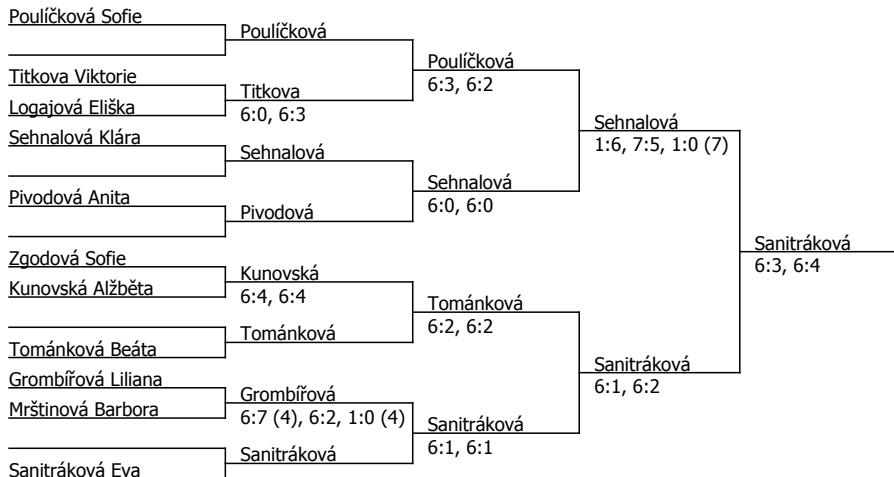 Poulíčková Sofie
Poulíčková
Poulíčková
6:3, 6:2
Titkova Viktorie
Titkova
6:0, 6:3
Logajová Eliška
Sehnalová
1:6, 7:5, 1:0 (7)
Sehnalová Klára
Sehnalová
Sehnalová
6:0, 6:0
Pivodová Anita
Pivodová
Sanitráková
6:3, 6:4
Zgodová Sofie
Kunovská
6:4, 6:4
Kunovská Alžběta
Tománková
6:2, 6:2
Tománková
Tománková Beáta
Sanitráková
6:1, 6:2
Grombířová Liliana
Grombířová
6:7 (4), 6:2, 1:0 (4)
Mrštinová Barbora
Sanitráková
6:1, 6:1
Sanitráková
Sanitráková Eva